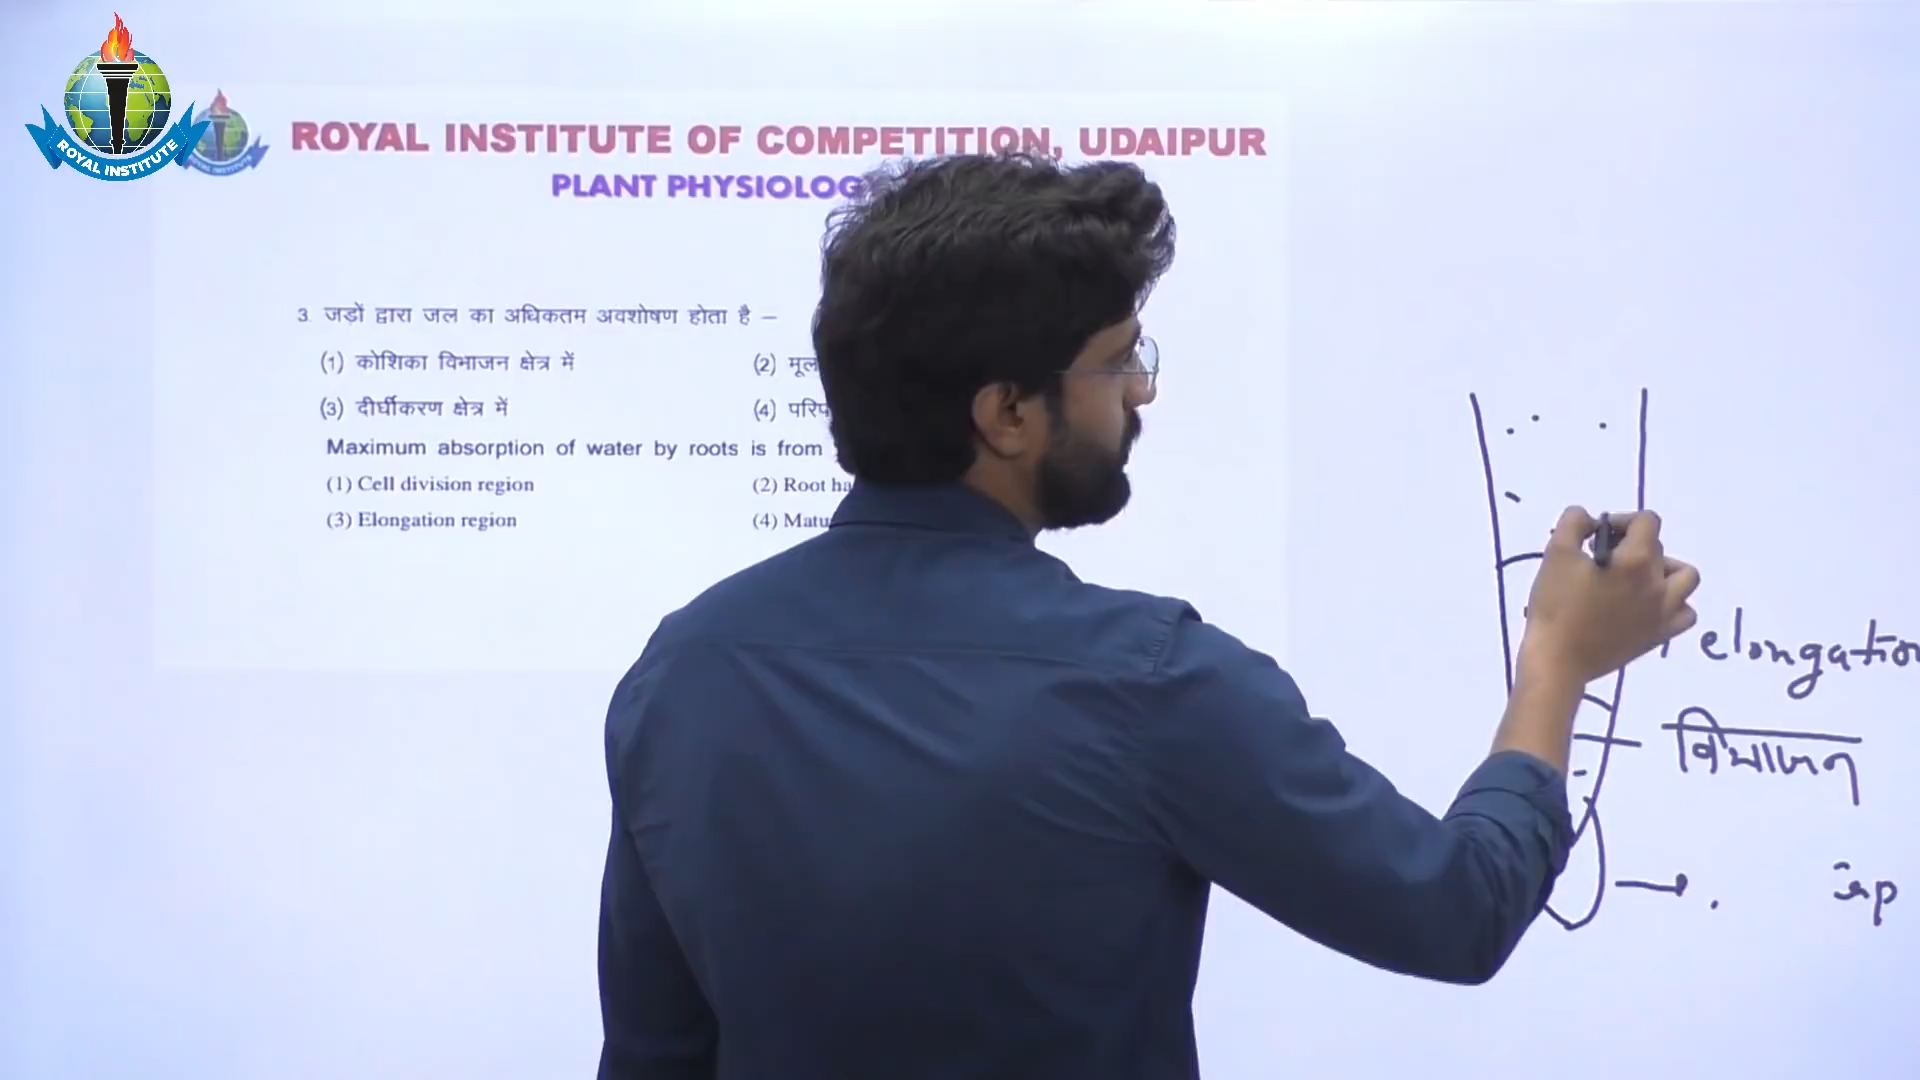 ROYAL INSTITUTE
ROYAL INSTITUTE OF COMPETITION, UDAIPUR
PLANT PHYSIOLOG
3. जड़ों द्वारा जल का अधिकतम अवशोषण होता है –
(1) कोशिका विभाजन क्षेत्र में
(2) मूल
(3) दीर्घीकरण क्षेत्र में
(4) परिप
Maximum absorption of water by roots is from
(1) Cell division region
(2) Root ha
(3) Elongation region
(4) Matu
elongation
विभाजन